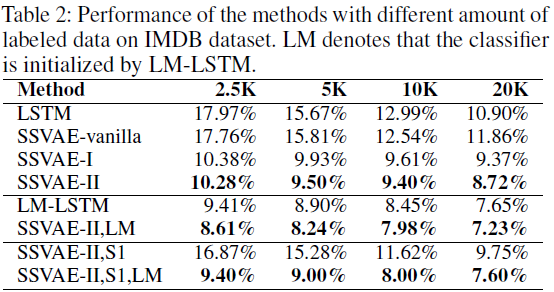 Table 2: Performance of the methods with different amount of
labeled data on IMDB dataset. LM denotes that the classifier
is initialized by LM-LSTM.
Method 2.5K 5K 10K 20K
LSTM 17.97% 15.67% 12.99% 10.90%
SSVAE-vanilla 17.76% 15.81% 12.54% 11.86%
SSVAE-I 10.38% 9.93% 9.61% 9.37%
SSVAE-II 10.28% 9.50% 9.40% 8.72%
LM-LSTM 9.41% 8.90% 8.45% 7.65%
SSVAE-II,LM 8.61% 8.24% 7.98% 7.23%
SSVAE-II,S1 16.87% 15.28% 11.62% 9.75%
SSVAE-II,S1,LM 9.40% 9.00% 8.00% 7.60%